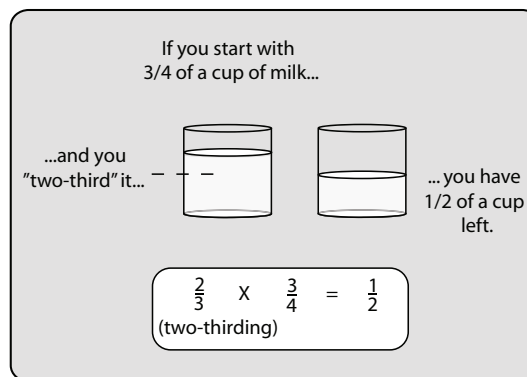 If you start with
3/4 of a cup of milk...
...and you
"two-third" it...
... you have
1/2 of a cup
left.
2/3 X 3/4 = 1/2
(two-thirding)